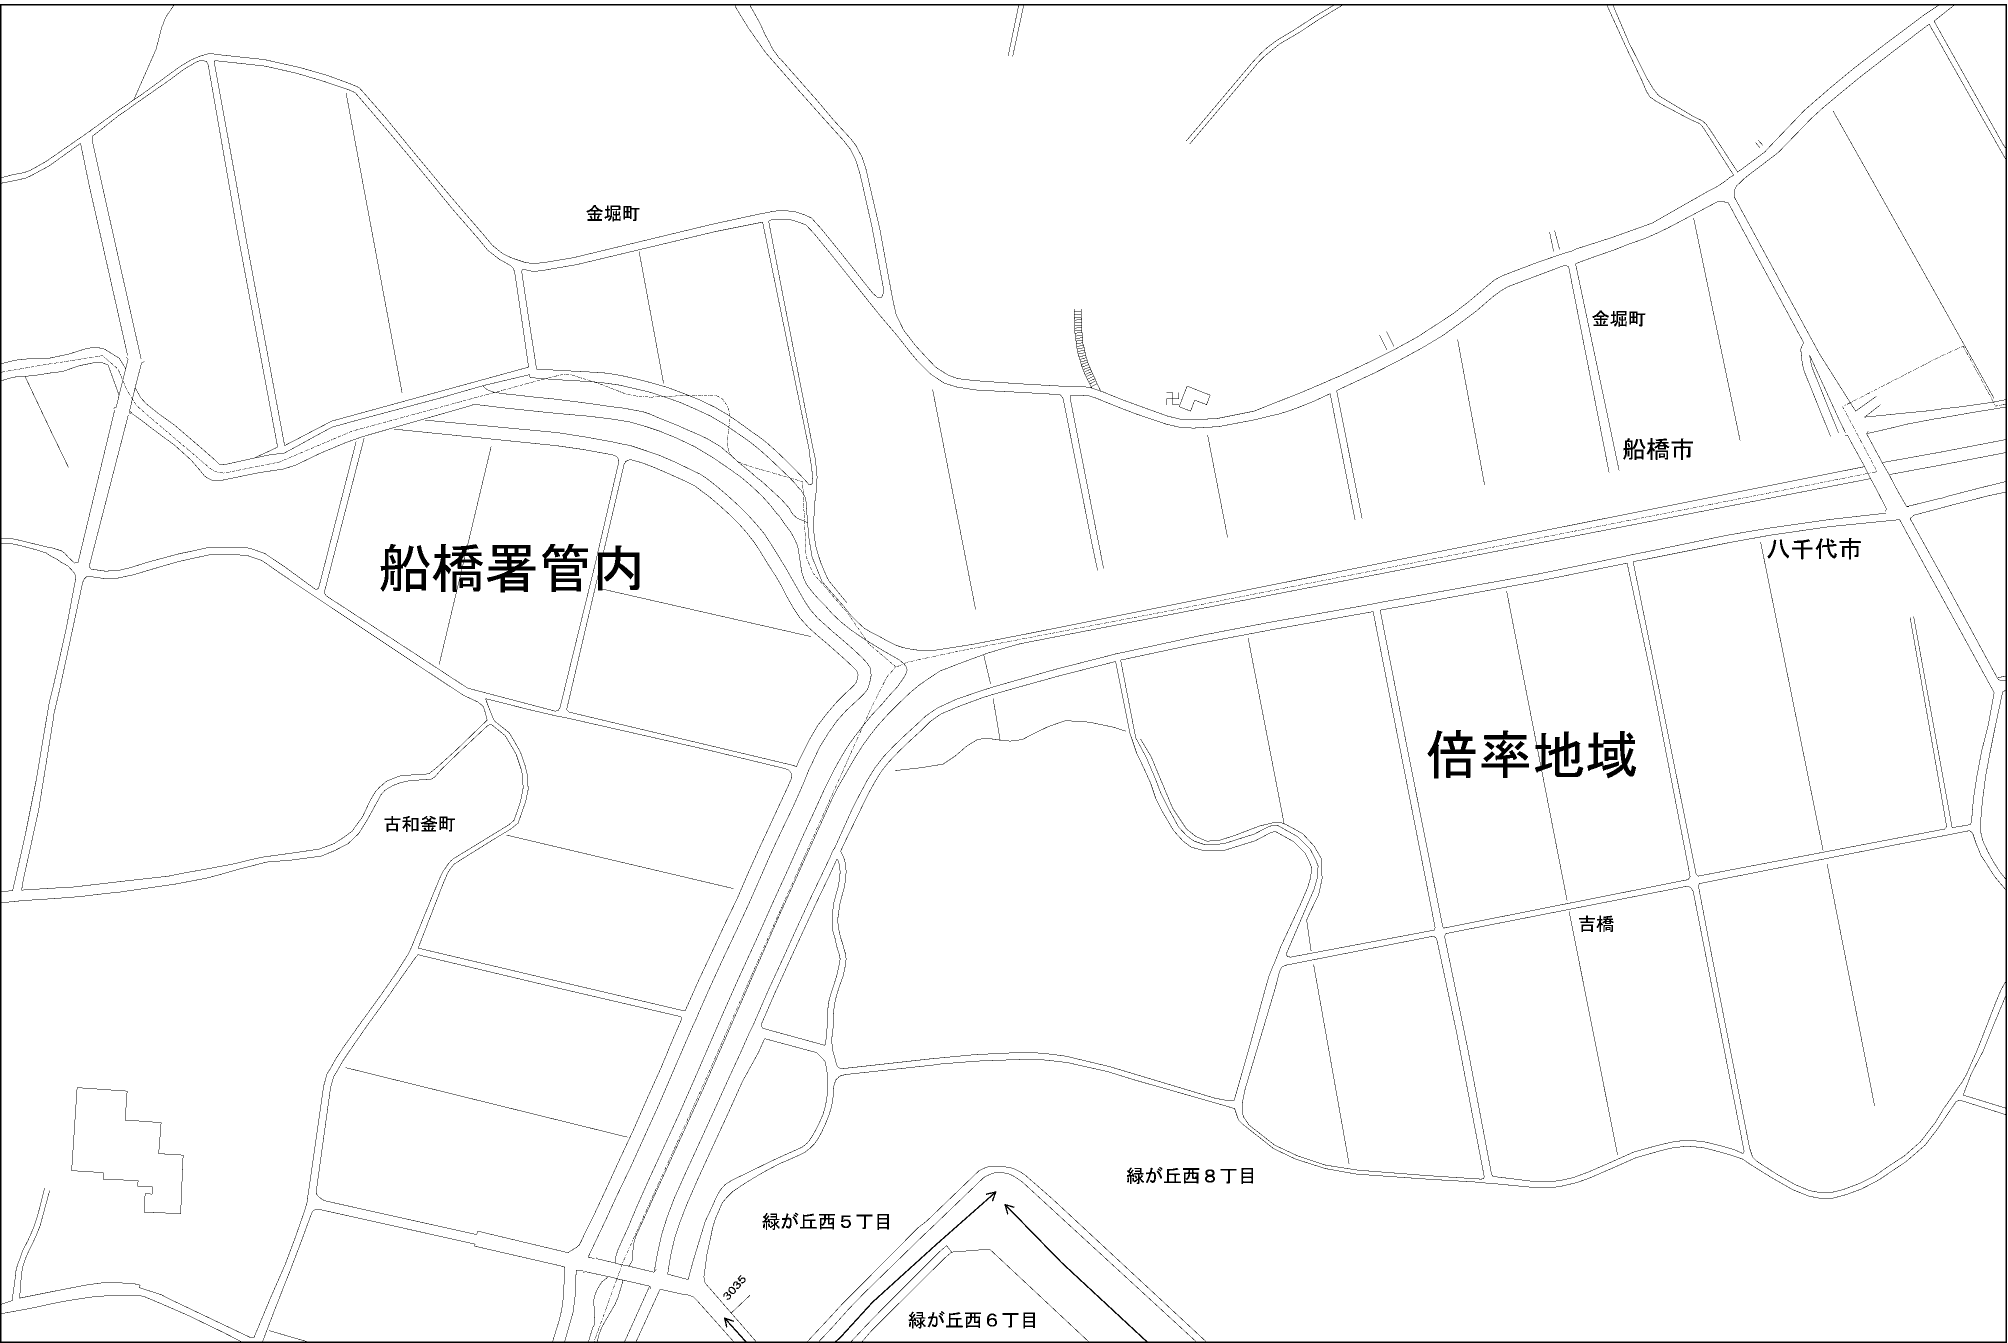 金堀町
金堀町
船橋市
八千代市
船橋署管内
倍率地域
古和釜町
吉橋
緑が丘西８丁目
緑が丘西５丁目
3035
緑が丘西６丁目